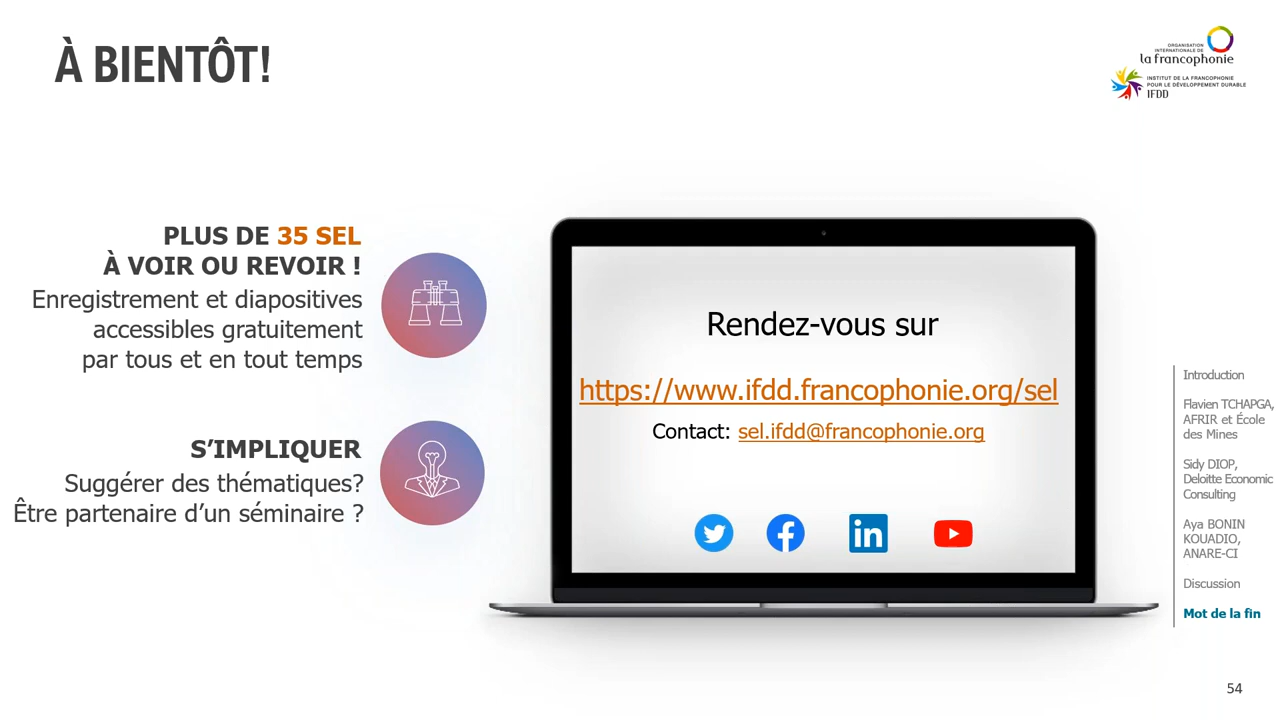 À BIENTÔT!
ORGANISATION
INTERNATIONALE DE
la francophonie
INSTITUT DE LA FRANCOPHONIE
POUR LE DÉVELOPPEMENT DURABLE
IFDD
PLUS DE 35 SEL
À VOIR OU REVOIR !
Enregistrement et diapositives
accessibles gratuitement
par tous et en tout temps
S’IMPLIQUER
Suggérer des thématiques?
Être partenaire d’un séminaire ?
Rendez-vous sur
https://www.ifdd.francophonie.org/sel
Contact: sel.ifdd@francophonie.org
in
Introduction
Flavien TCHAPGA,
AFRIR et École
des Mines
Sidy DIOP,
Deloitte Economic
Consulting
Aya BONIN
KOUADIO,
ANARE-CI
Discussion
Mot de la fin
54